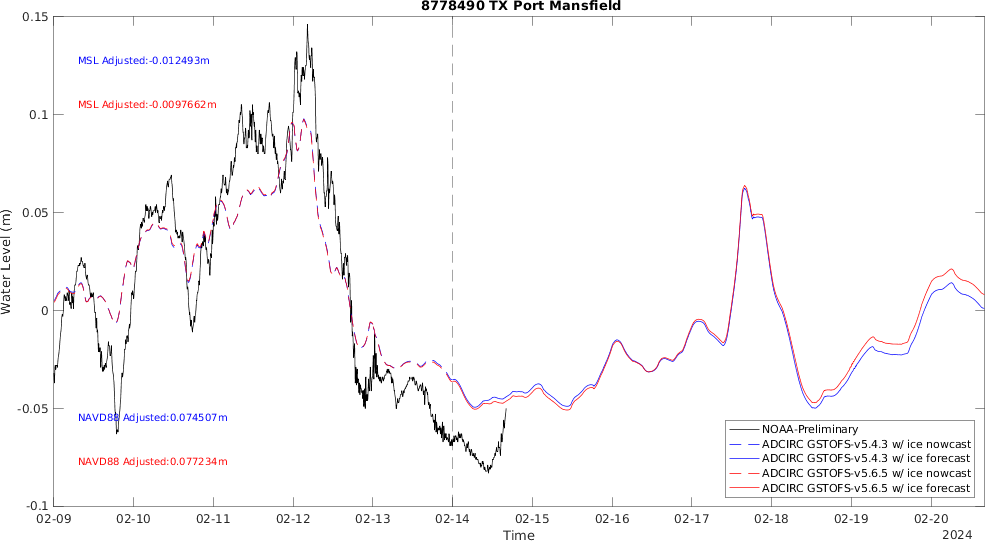 8778490 TX Port Mansfield
0.15
0.1
0.05
0
-0.05
-0.1
Water Level (m)
MSL Adjusted:-0.012493m
MSL Adjusted:-0.0097662m
NAVD88 Adjusted:0.074507m
NAVD88 Adjusted:0.077234m
NOAA-Preliminary
ADCIRC GSTOFS-v5.4.3 w/ ice nowcast
ADCIRC GSTOFS-v5.4.3 w/ ice forecast
ADCIRC GSTOFS-v5.6.5 w/ ice nowcast
ADCIRC GSTOFS-v5.6.5 w/ ice forecast
02-09 02-10 02-11 02-12 02-13 02-14 02-15 02-16 02-17 02-18 02-19 02-20
Time
2024